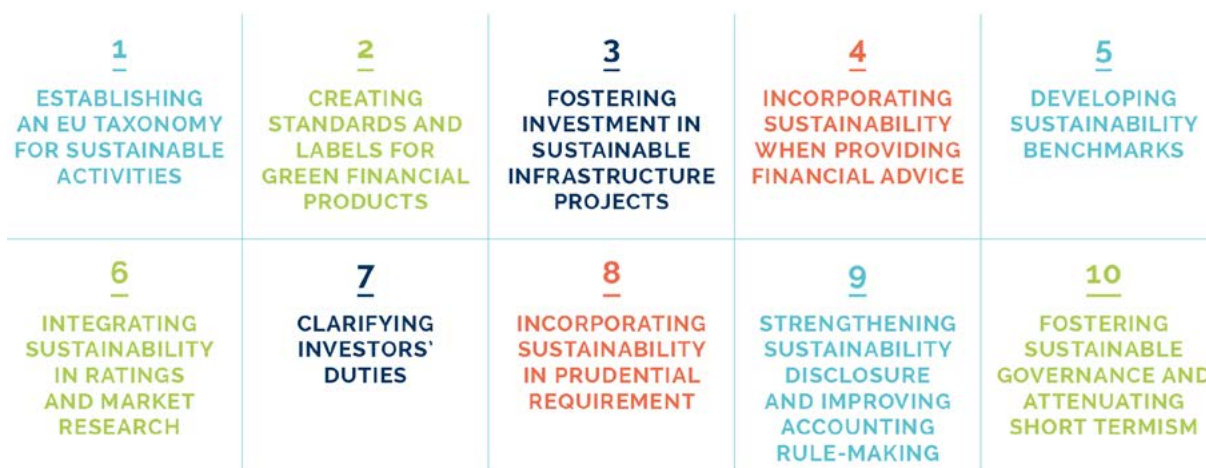 1
ESTABLISHING
AN EU TAXONOMY
FOR SUSTAINABLE
ACTIVITIES
2
CREATING
STANDARDS AND
LABELS FOR
GREEN FINANCIAL
PRODUCTS
3
FOSTERING
INVESTMENT IN
SUSTAINABLE
INFRASTRUCTURE
PROJECTS
4
INCORPORATING
SUSTAINABILITY
WHEN PROVIDING
FINANCIAL ADVICE
5
DEVELOPING
SUSTAINABILITY
BENCHMARKS
6
INTEGRATING
SUSTAINABILITY
IN RATINGS
AND MARKET
RESEARCH
7
CLARIFYING
INVESTORS'
DUTIES
8
INCORPORATING
SUSTAINABILITY
IN PRUDENTIAL
REQUIREMENT
9
STRENGTHENING
SUSTAINABILITY
DISCLOSURE
AND IMPROVING
ACCOUNTING
RULE-MAKING
10
FOSTERING
SUSTAINABLE
GOVERNANCE AND
ATTENUATING
SHORT TERMISM